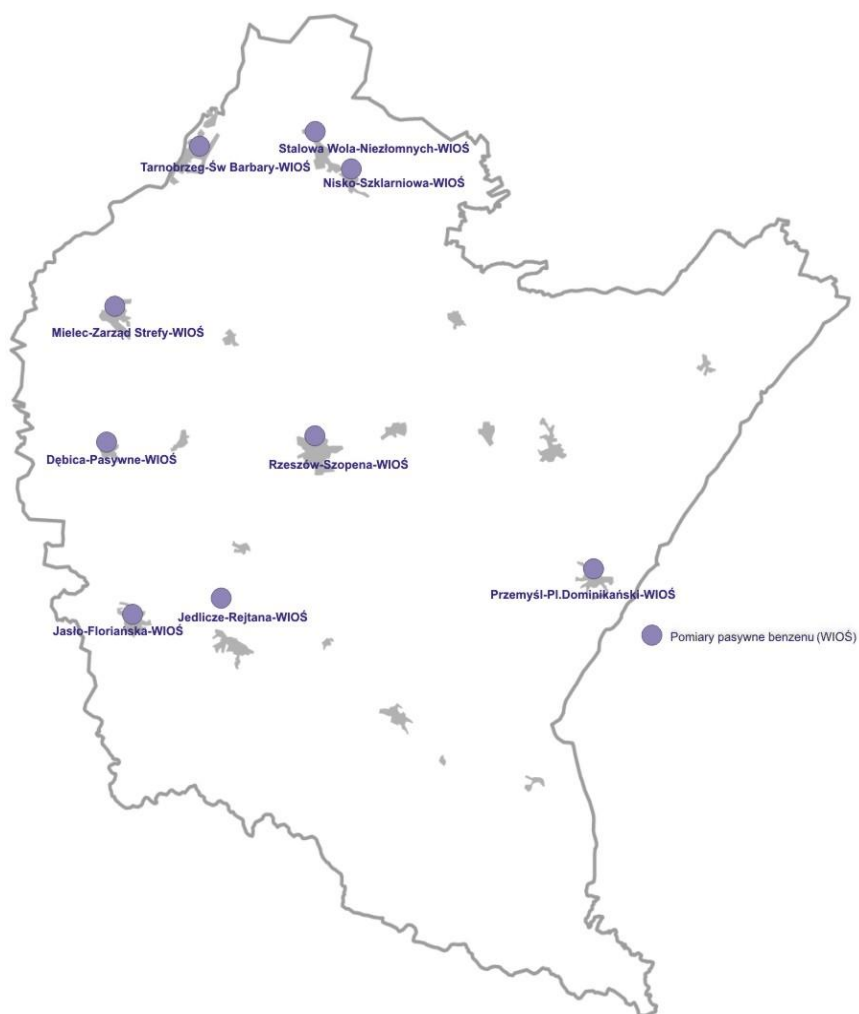 Stalowa Wola-Niezłomnych-WIOŚ
Tarnobrzeg-Św Barbary-WIOŚ
Nisko-Szklarniowa-WIOŚ
Mielec-Zarząd Strefy-WIOŚ
Dębica-Pasywne-WIOŚ
Rzeszów-Szopena-WIOŚ
Przemyśl-Pl.Dominikański-WIOŚ
Jedlicze-Rejtana-WIOŚ
Jasło-Floriańska-WIOŚ
Pomiary pasywne benzenu (WIOŚ)